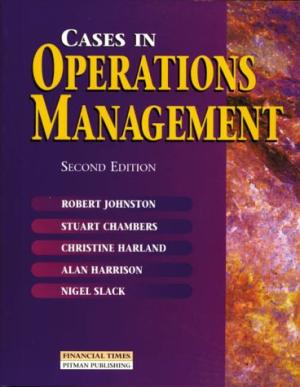 CASES IN
OPERATIONS
MANAGEMENT
SECOND EDITION
ROBERT JOHNSTON
STUART CHAMBERS
CHRISTINE HARLAND
ALAN HARRISON
NIGEL SLACK
FINANCIAL TIMES
PITMAN PUBLISHING